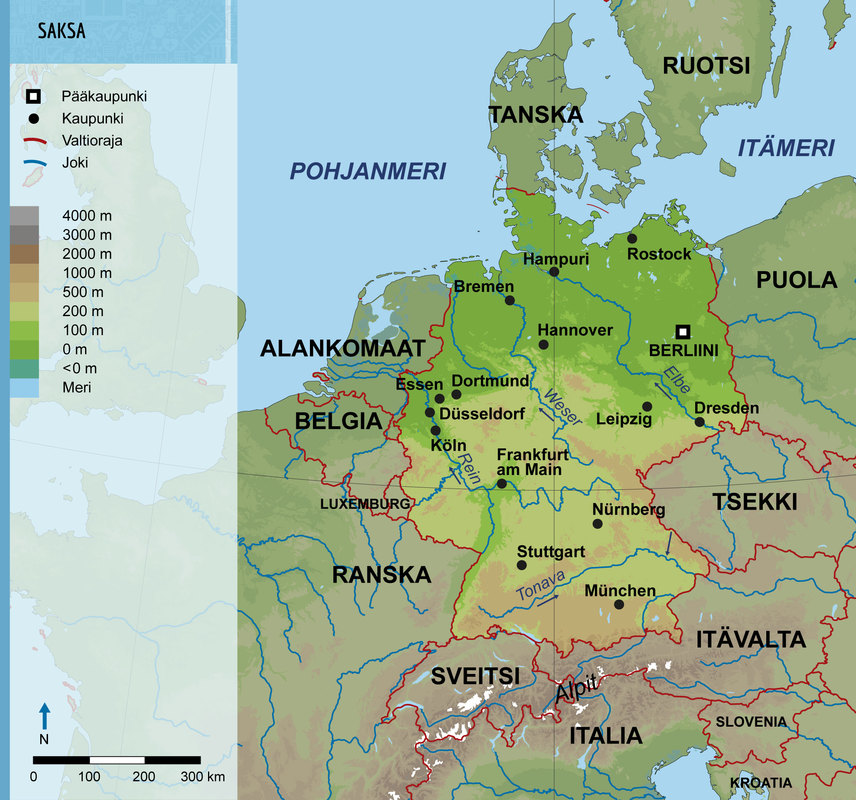 SAKSA
Pääkaupunki
Kaupunki
Valtioraja
Joki
4000 m
3000 m
2000 m
1000 m
500 m
200 m
100 m
0 m
<0 m
Meri
N
0 100 200 300 km
RUOTSI
TANSKA
ITÄMERI
POHJANMERI
Rostock
Hampuri
Bremen
PUOLA
Hannover
ALANKOMAAT
BERLIINI
Essen
Dortmund
Elbe
Weser
Düsseldorf
Leipzig
Dresden
BELGIA
Köln
Rein
Frankfurt
am Main
LUXEMBURG
TSEKKI
Nürnberg
Stuttgart
RANSKA
Tonava
München
ITÄVALTA
SVEITSI
Alpit
ITALIA
SLOVENIA
KROATIA